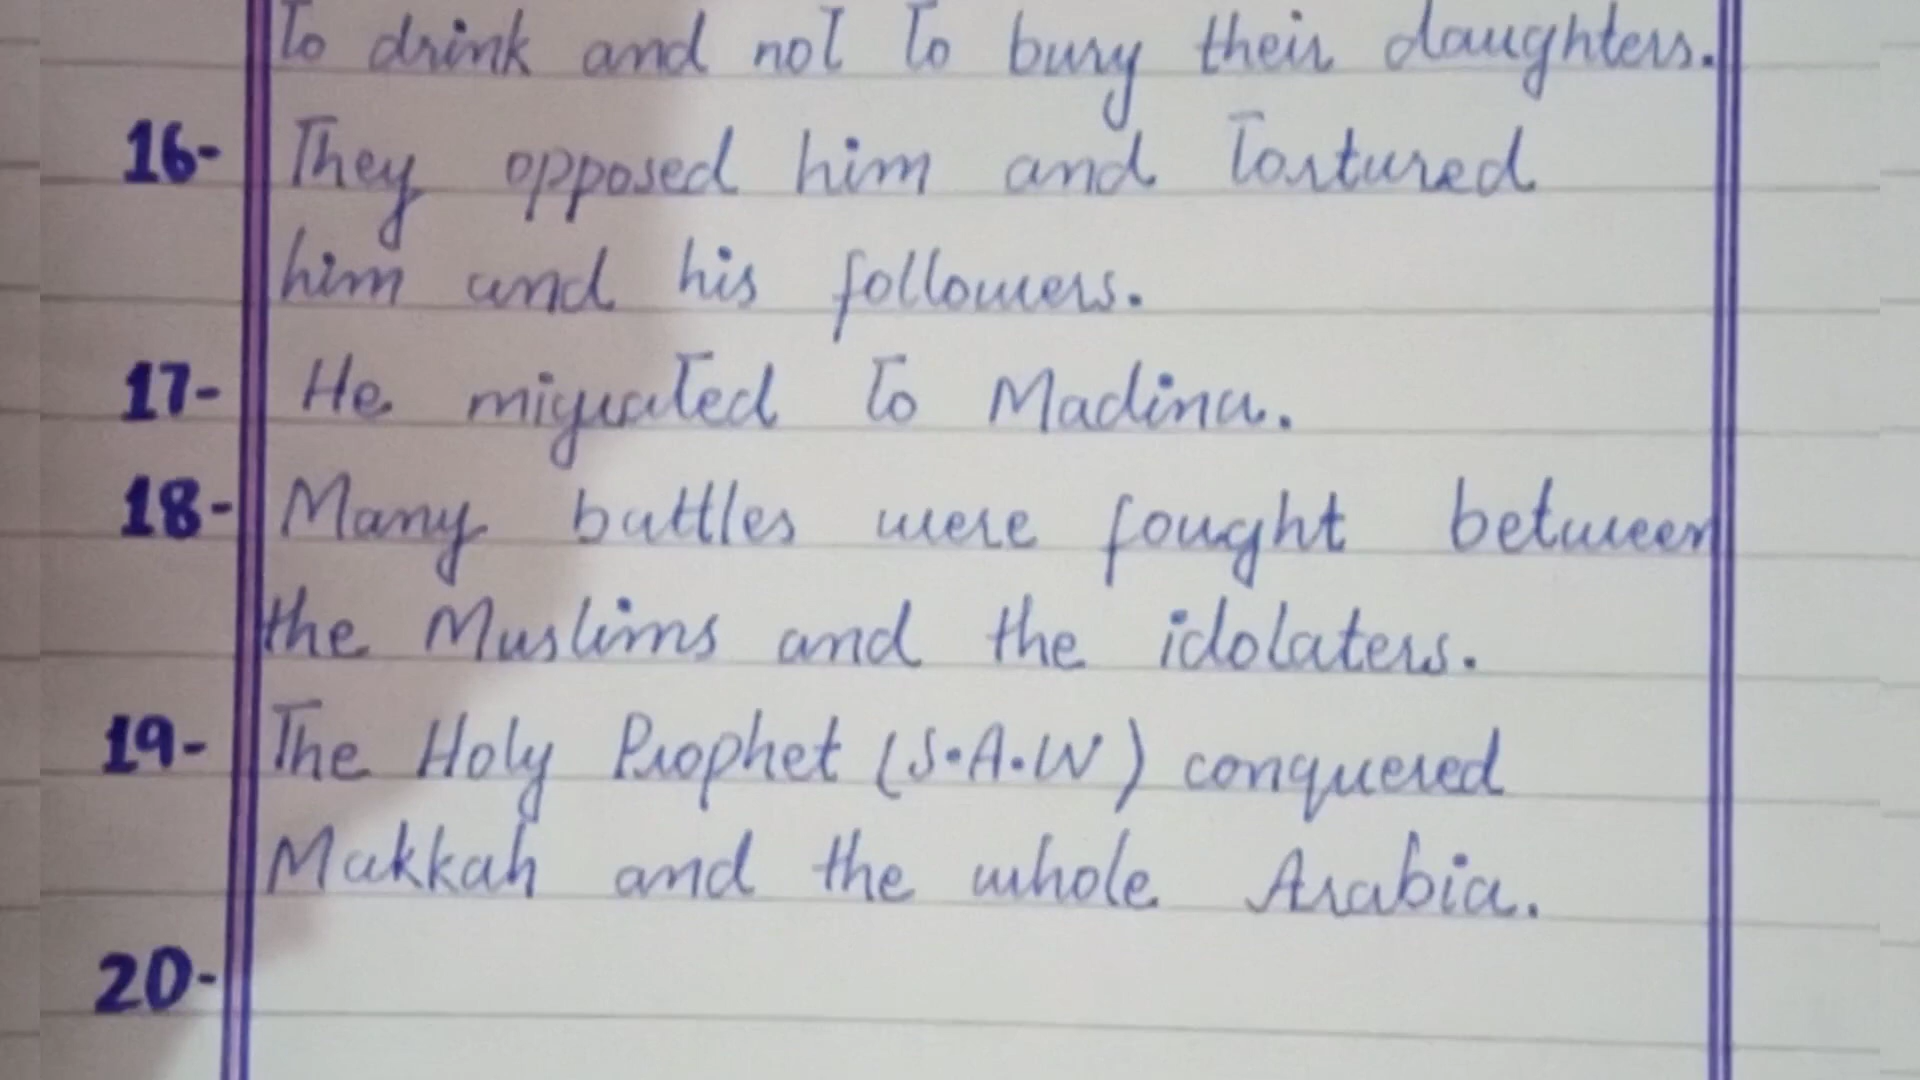 To drink and not to bury their daughters.
16- They opposed him and tortured
him and his followers.
17- He migrated to Madina.
18- Many battles were fought between
the Muslims and the idolaters.
19- The Holy Prophet (S.A.W) conquered
Makkah and the whole Arabia.
20-